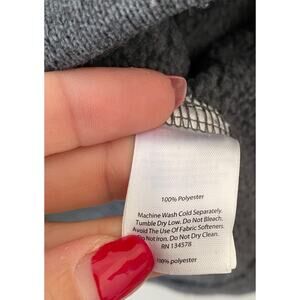 100% Polyester
Machine Wash Cold Separately.
Tumble Dry Low. Do Not Bleach.
Avoid The Use Of Fabric Softeners.
Do Not Iron. Do Not Dry Clean.
RN 134578
100% polyester